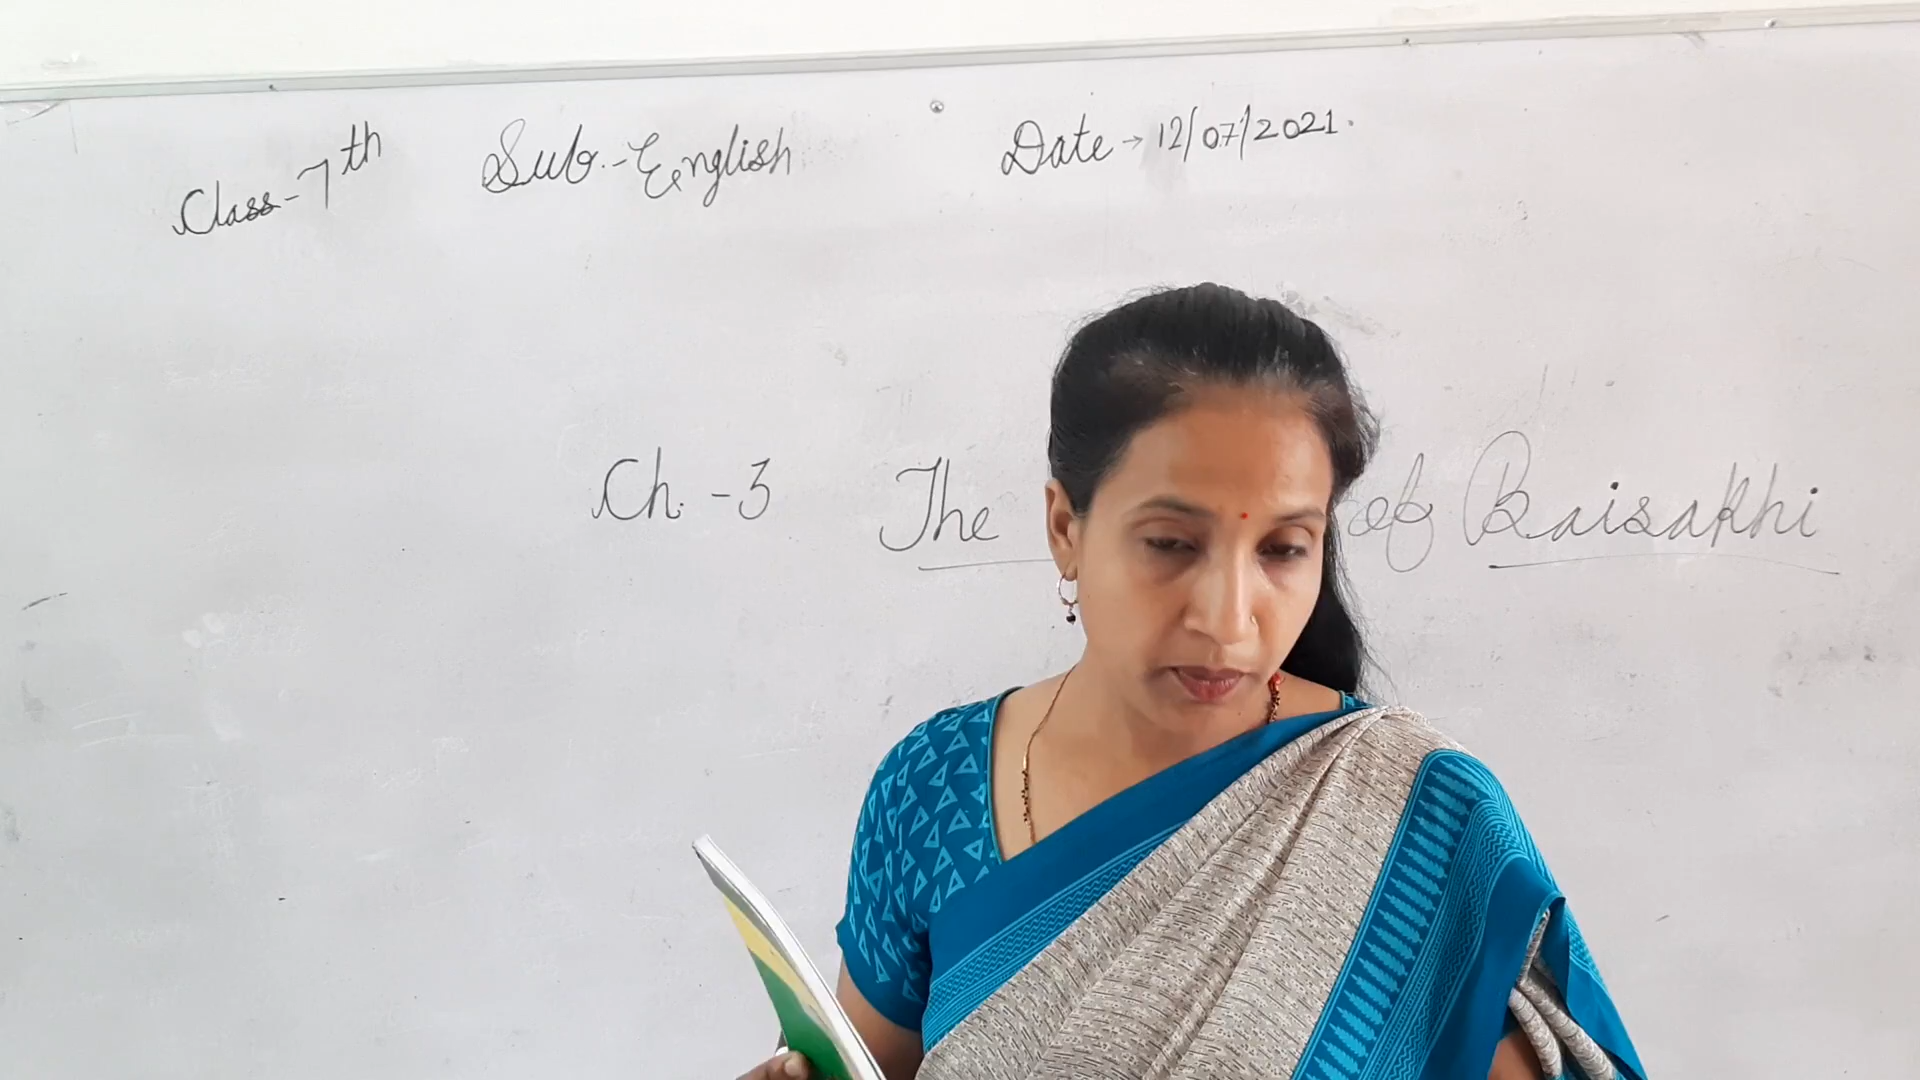 Class-7th Sub.-English Date→12/07/2021.
Ch.-3 The of Baisakhi